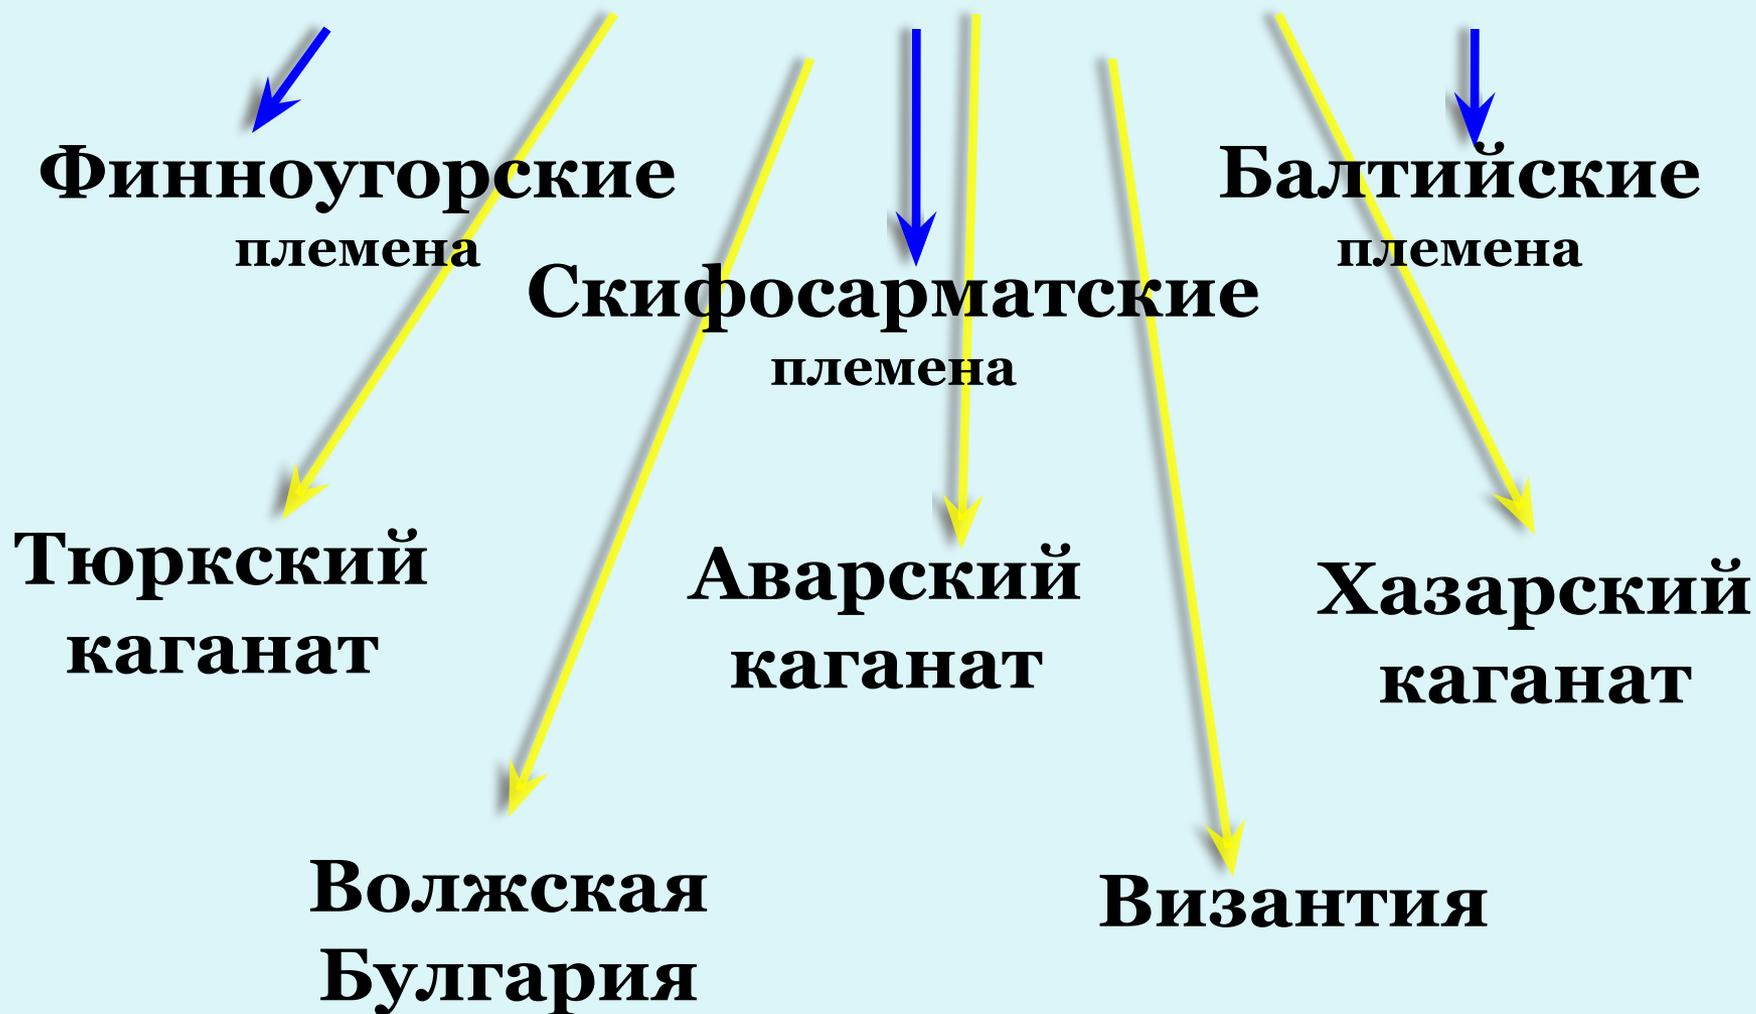 Финноугорские
племена
Балтийские
племена
Скифосарматские
племена
Тюркский
каганат
Аварский
каганат
Хазарский
каганат
Волжская
Булгария
Византия